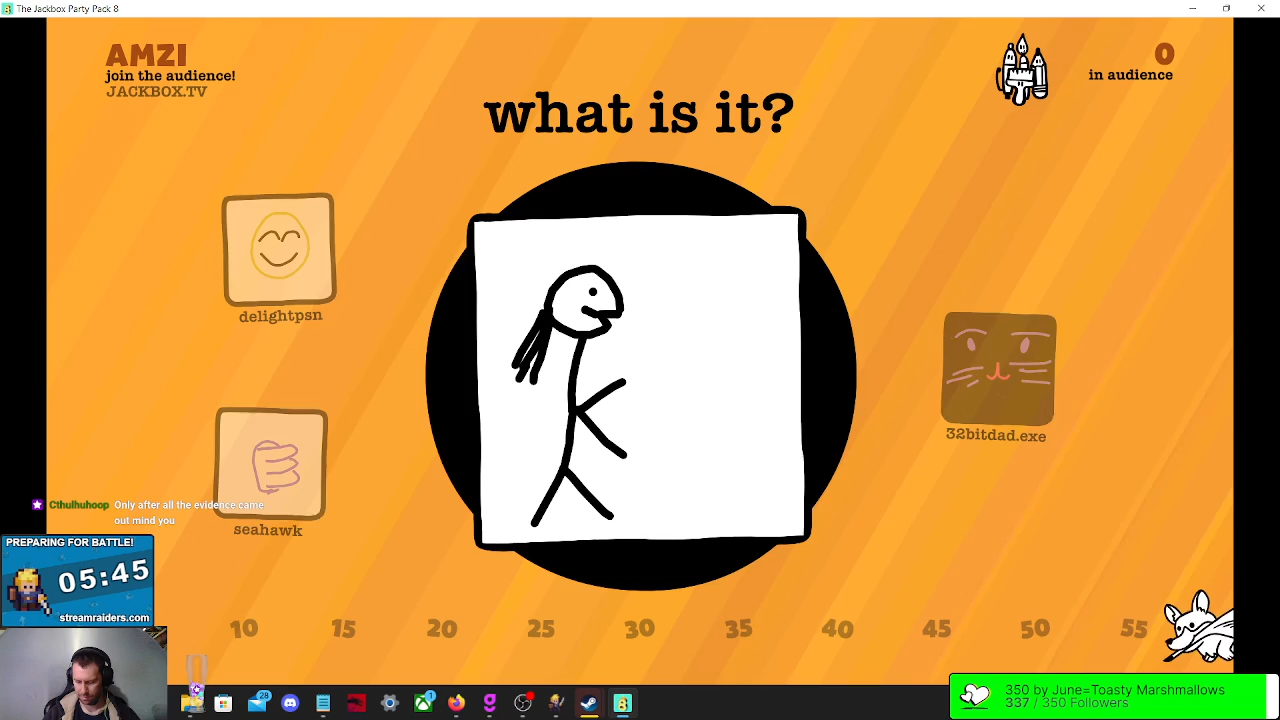 The Jackbox Party Pack 8
AMZI
join the audience!
JACKBOX.TV
0
in audience
what is it?
delightpsn
32bitdad.exe
seahawk
Cthulhuhoop Only after all the evidence came
out mind you
PREPARING FOR BATTLE!
05:45
streamraiders.com
10 15 20 25 30 35 40 45 50 55
28
1
350 by June=Toasty Marshmallows
337 / 350 Followers